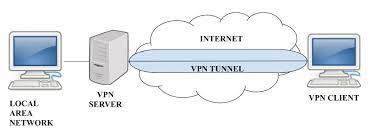 INTERNET
VPN TUNNEL
LOCAL
AREA
NETWORK
VPN
SERVER
VPN CLIENT